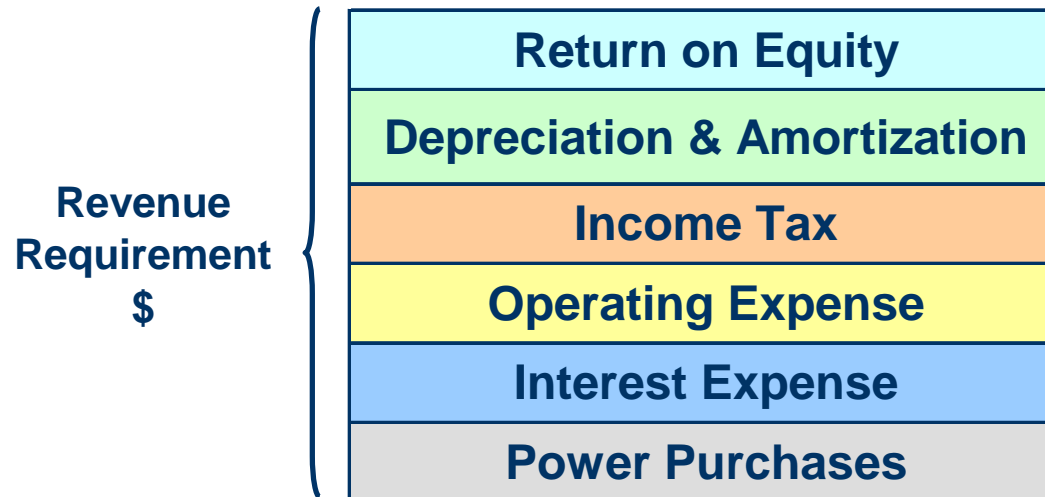 Revenue
Requirement
$
Return on Equity
Depreciation & Amortization
Income Tax
Operating Expense
Interest Expense
Power Purchases